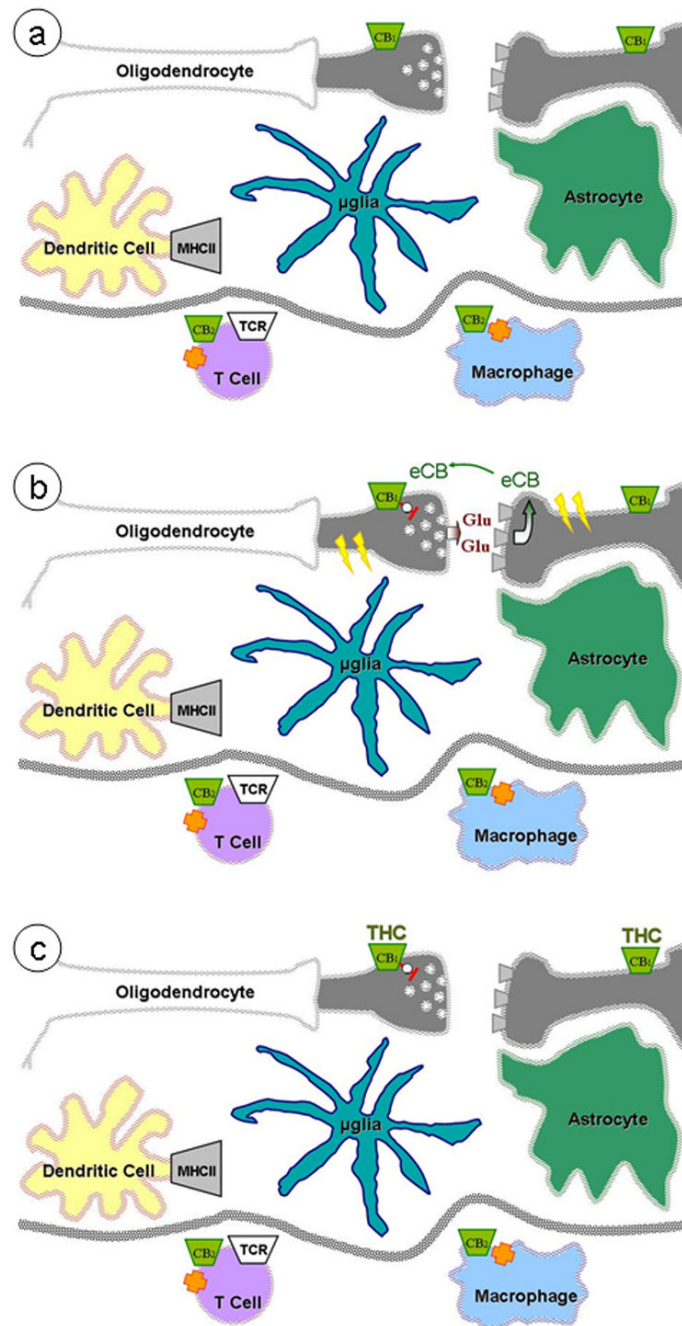 a
CB₁
CB₁
Oligodendrocyte
µglia
Astrocyte
Dendritic Cell
MHCII
CB₂
TCR
T Cell
CB₂
Macrophage
b
eCB
eCB
CB₁
CB₁
Glu
Glu
Oligodendrocyte
µglia
Astrocyte
Dendritic Cell
MHCII
CB₂
TCR
T Cell
CB₂
Macrophage
c
THC
THC
CB₁
CB₁
Oligodendrocyte
µglia
Astrocyte
Dendritic Cell
MHCII
CB₂
TCR
T Cell
CB₂
Macrophage